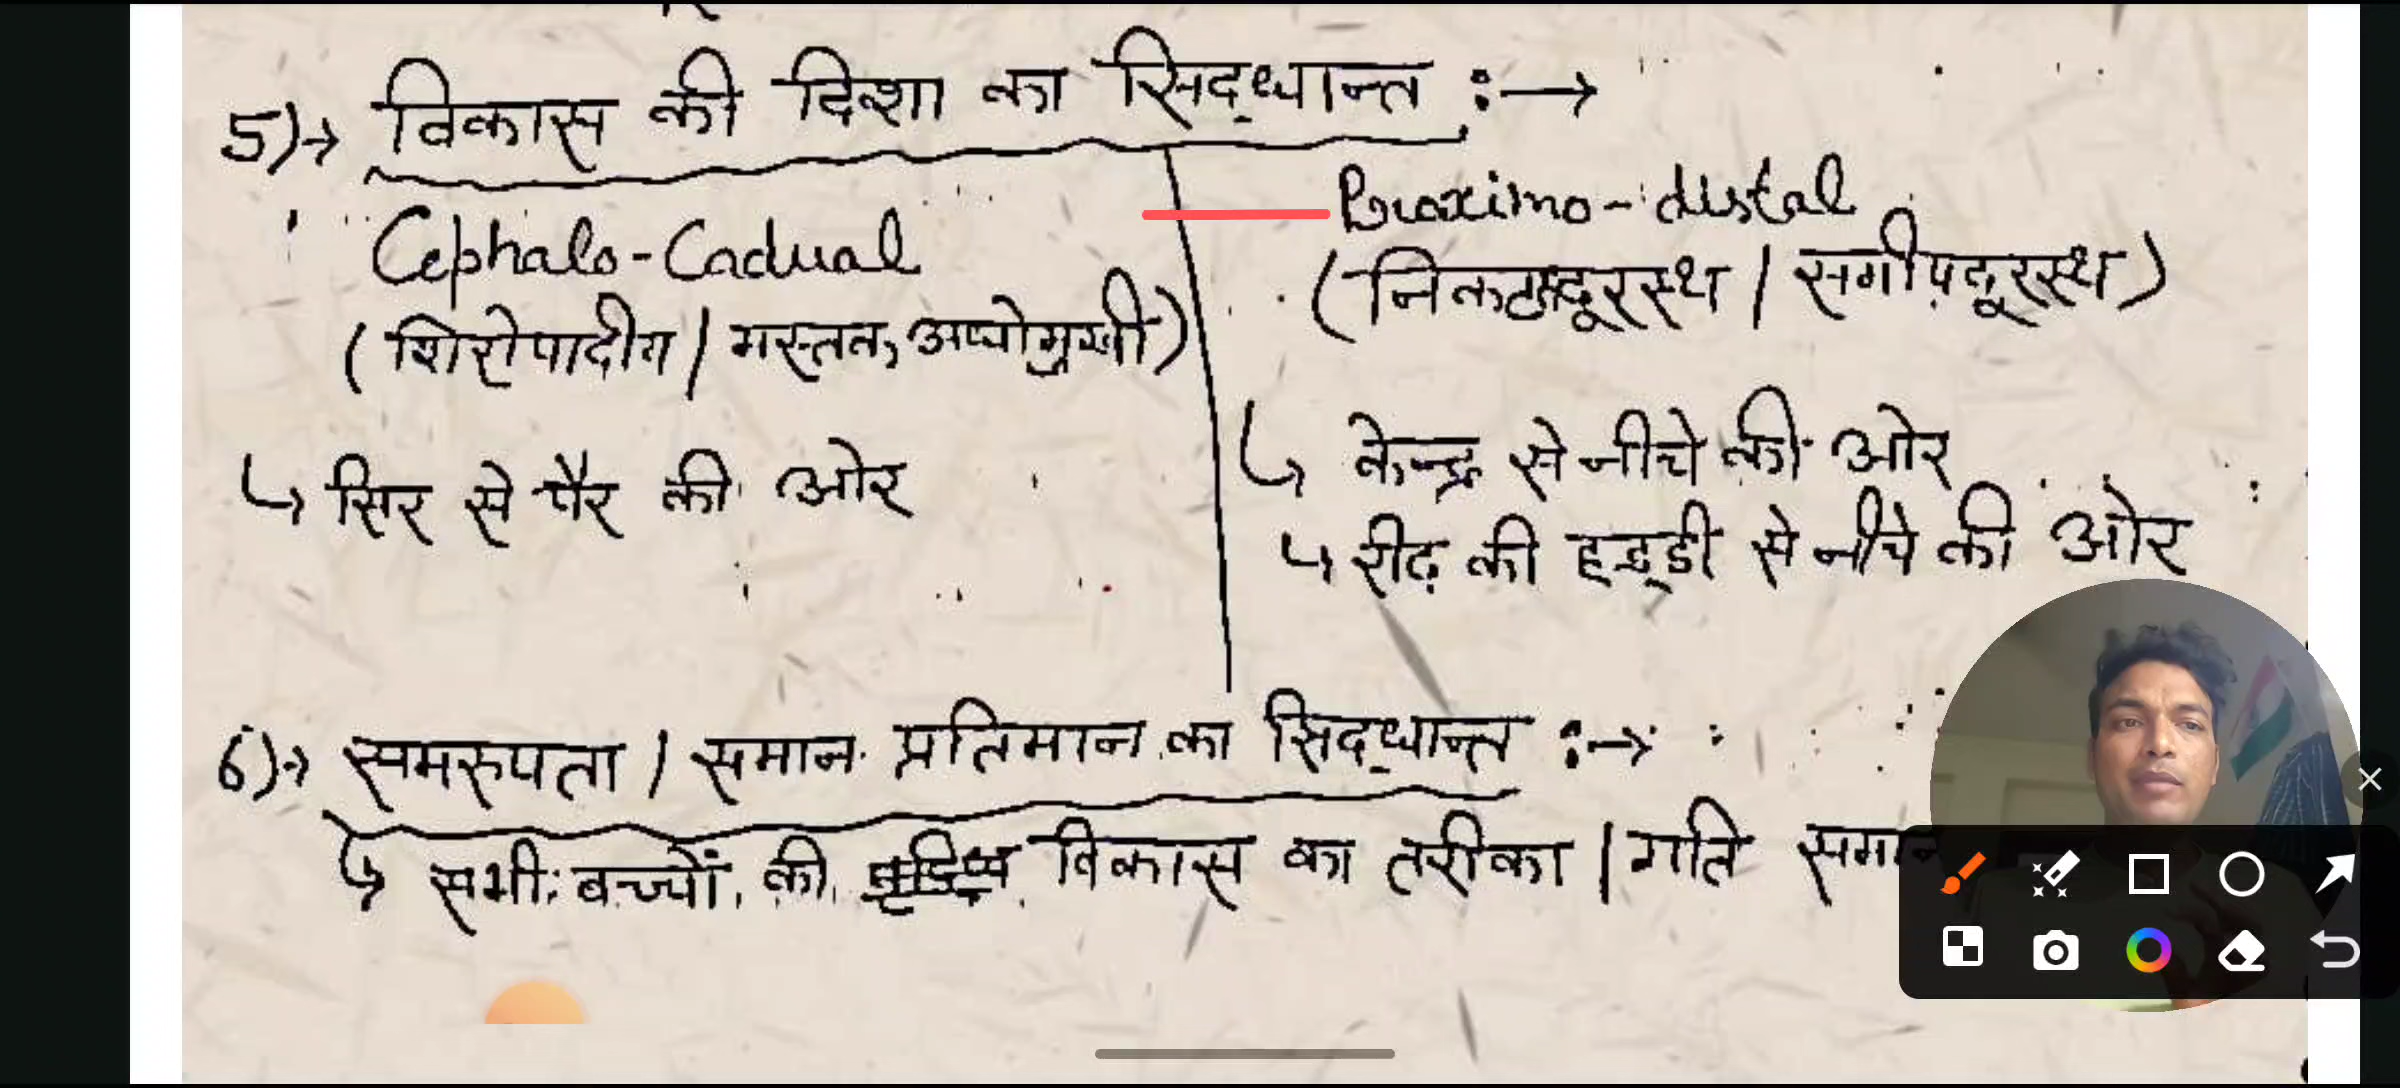 5)→ विकास की दिशा का सिद्धान्त :→
Cephalo-Cadual
(शिरोपादीय / मस्तक अधोमुखी)
↳ सिर से पैर की ओर
Proximo-distal
(निकटदूरस्थ / समीपदूरस्थ)
↳ केन्द्र से नीचे की ओर
↳ रीढ़ की हड्डी से नीचे की ओर
6)→ समरुपता / समान प्रतिमान का सिद्धान्त :→
↳ सभी बच्चों की विकास का तरीका / गति